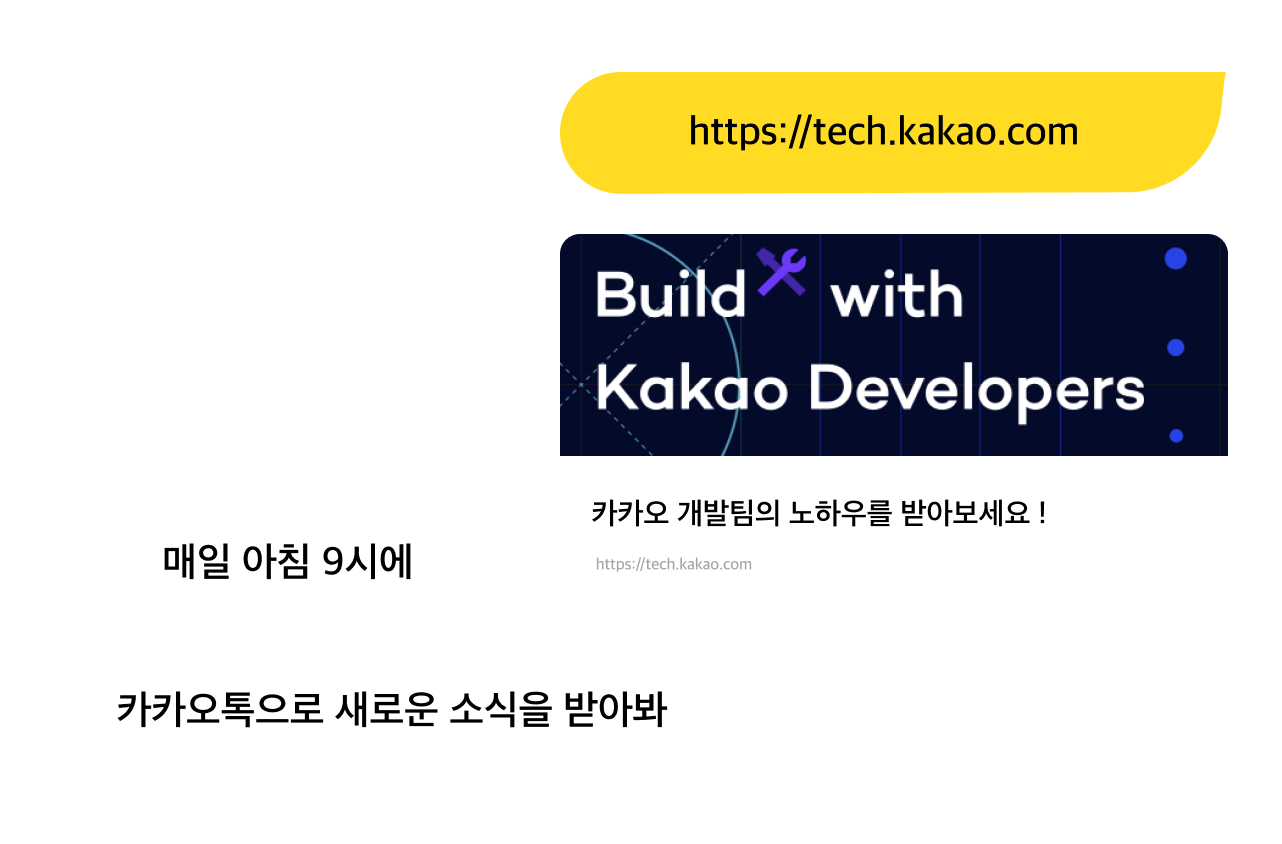 https://tech.kakao.com
Build with
Kakao Developers
카카오 개발팀의 노하우를 받아보세요 !
https://tech.kakao.com
매일 아침 9시에
카카오톡으로 새로운 소식을 받아봐